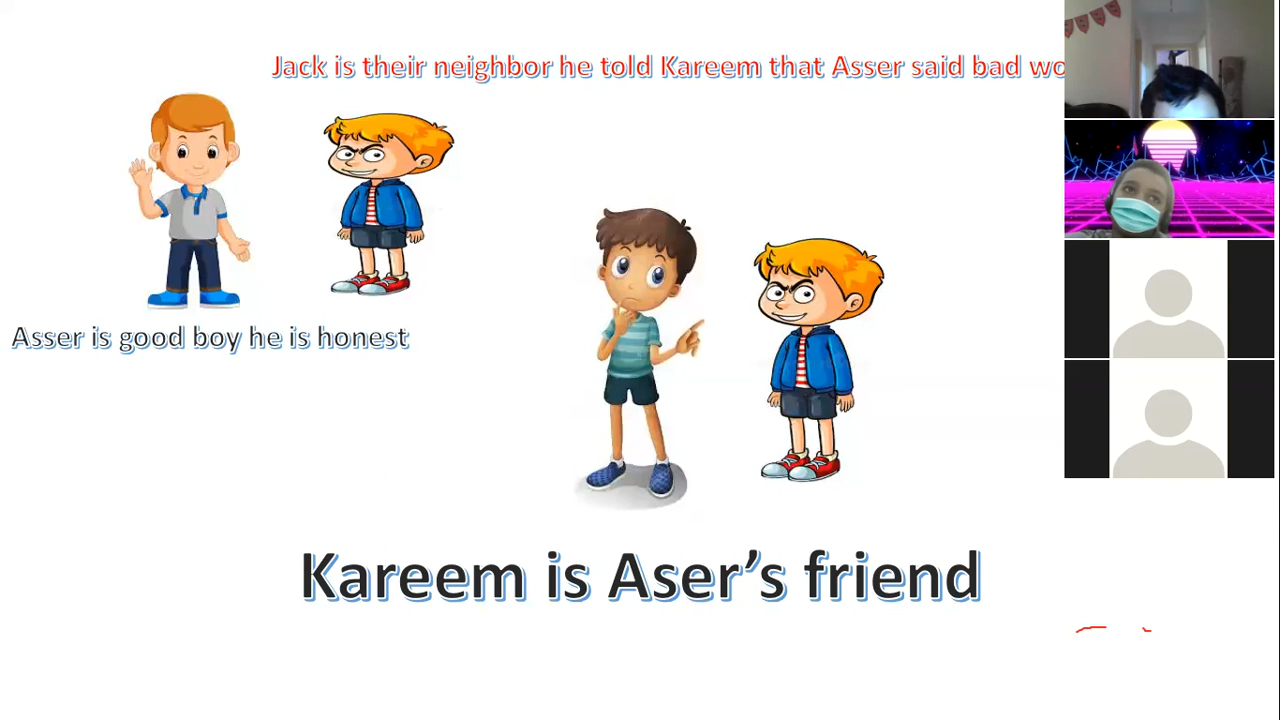 Jack is their neighbor he told Kareem that Asser said bad
Asser is good boy he is honest
Kareem is Aser's friend